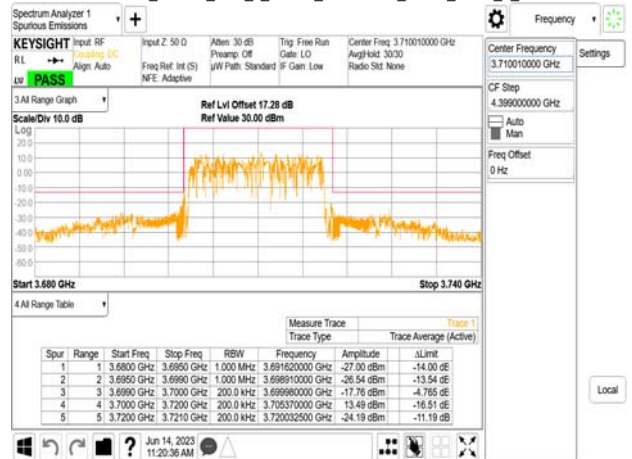 Spectrum Analyzer 1
Spurious Emissions
+
Frequency
KEYSIGHT
Input: RF
Coupling: DC
Align: Auto
Input Z: 50 Ω
Freq Ref: Int (S)
NFE: Adaptive
Atten: 30 dB
Preamp: Off
µW Path: Standard
Trig: Free Run
Gate: LO
IF Gain: Low
Center Freq: 3.710010000 GHz
Avg|Hold: 30/30
Radio Std: None
RL
PASS
Center Frequency
3.710010000 GHz
Settings
CF Step
4.399000000 GHz
Auto
Man
Freq Offset
0 Hz
Local
3 All Range Graph
Scale/Div 10.0 dB
Ref Lvl Offset 17.28 dB
Ref Value 30.00 dBm
Log
20.0
10.0
0.00
-10.0
-20.0
-30.0
-40.0
-50.0
-60.0
Start 3.680 GHz
Stop 3.740 GHz
4 All Range Table
Measure Trace Trace 1
Trace Type Trace Average (Active)
Spur Range Start Freq Stop Freq RBW Frequency Amplitude ΔLimit
1 1 3.6800 GHz 3.6950 GHz 1.000 MHz 3.691620000 GHz -27.00 dBm -14.00 dB
2 2 3.6950 GHz 3.6990 GHz 1.000 MHz 3.698910000 GHz -26.54 dBm -13.54 dB
3 3 3.6990 GHz 3.7000 GHz 200.0 kHz 3.699980000 GHz -17.76 dBm -4.765 dB
4 4 3.7000 GHz 3.7200 GHz 200.0 kHz 3.705370000 GHz 13.49 dBm -16.51 dB
5 5 3.7200 GHz 3.7210 GHz 200.0 kHz 3.720032500 GHz -24.19 dBm -11.19 dB
?
Jun 14, 2023
11:20:36 AM